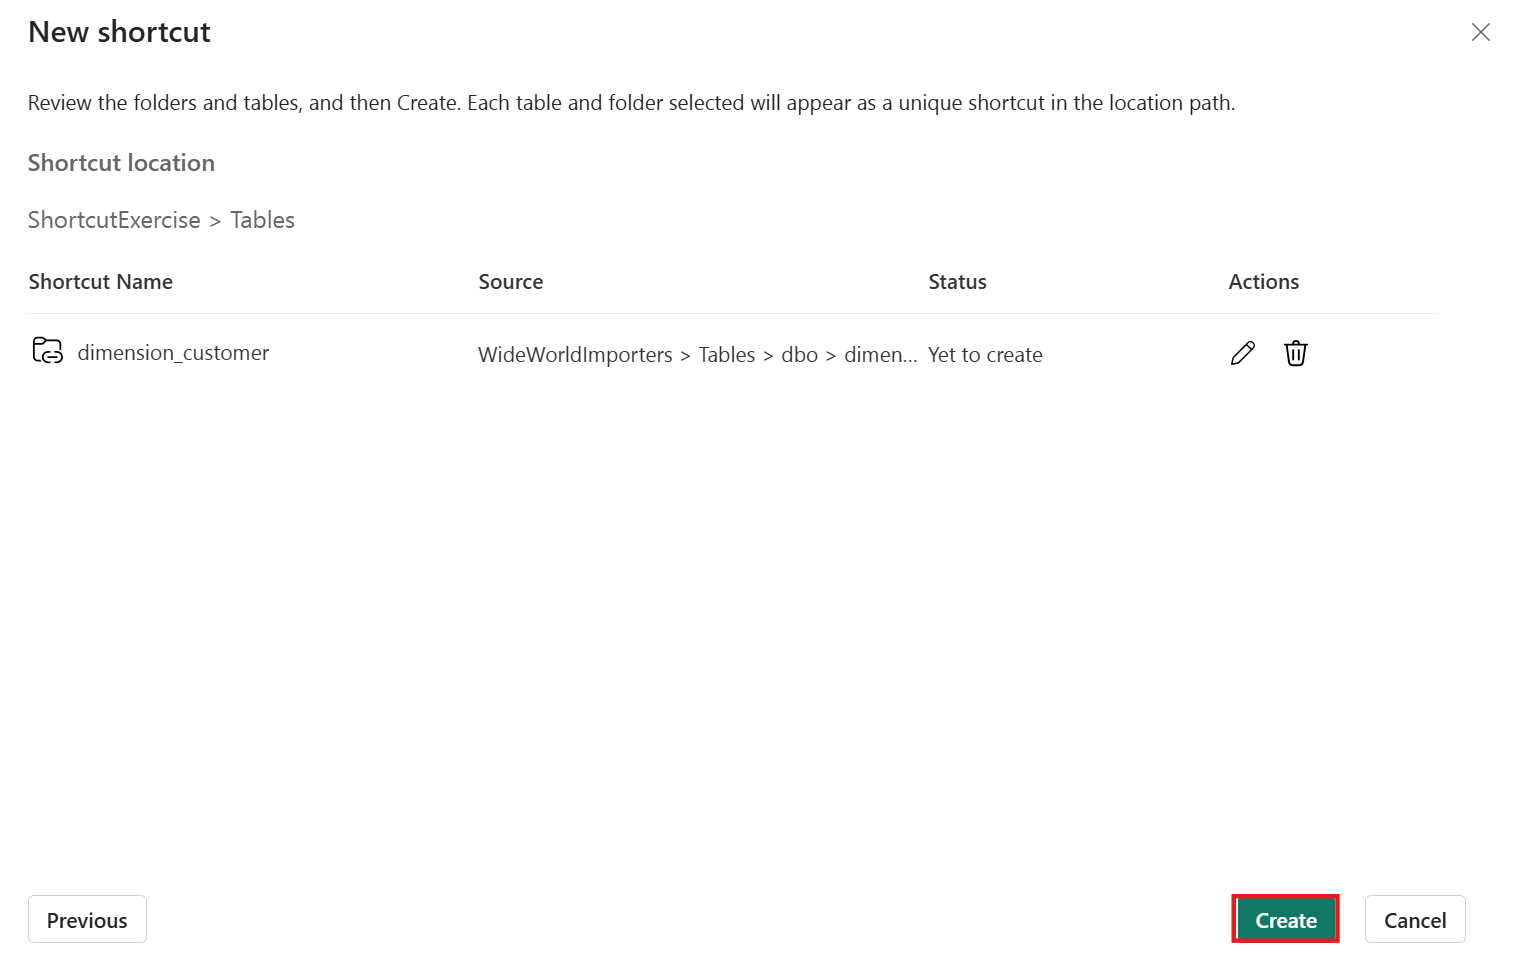 New shortcut
Review the folders and tables, and then Create. Each table and folder selected will appear as a unique shortcut in the location path.
Shortcut location
ShortcutExercise > Tables
Shortcut Name Source Status Actions
dimension_customer WideWorldImporters > Tables > dbo > dimen... Yet to create
Previous Create Cancel